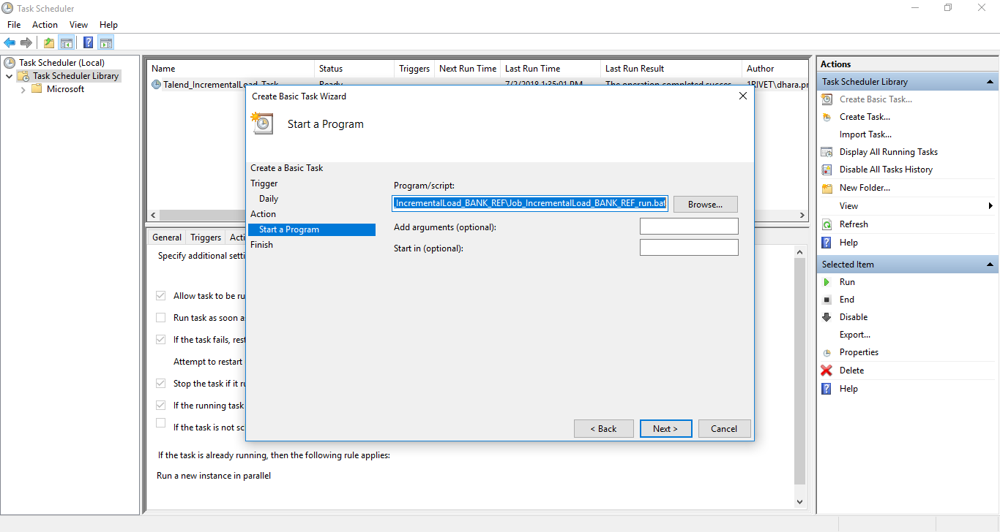 Task Scheduler
File Action View Help
Task Scheduler (Local)
Task Scheduler Library
Microsoft
Name Status Triggers Next Run Time Last Run Time Last Run Result Author
Talend_IncrementalLoad_Task Ready 7/2/2018 1:35:01 PM The operation completed succes 1RIVET\dhara.pr
Create Basic Task Wizard
Start a Program
Create a Basic Task
Trigger
Daily
Action
Start a Program
Finish
Program/script:
_IncrementalLoad_BANK_REF\Job_IncrementalLoad_BANK_REF_run.bat
Browse...
Add arguments (optional):
Start in (optional):
< Back Next > Cancel
General Triggers Acti
Specify additional setti
Allow task to be ru
Run task as soon a
If the task fails, rest
Attempt to restart
Stop the task if it ru
If the running task
If the task is not sc
If the task is already running, then the following rule applies:
Run a new instance in parallel
Actions
Task Scheduler Library
Create Basic Task...
Create Task...
Import Task...
Display All Running Tasks
Disable All Tasks History
New Folder...
View
Refresh
Help
Selected Item
Run
End
Disable
Export...
Properties
Delete
Help